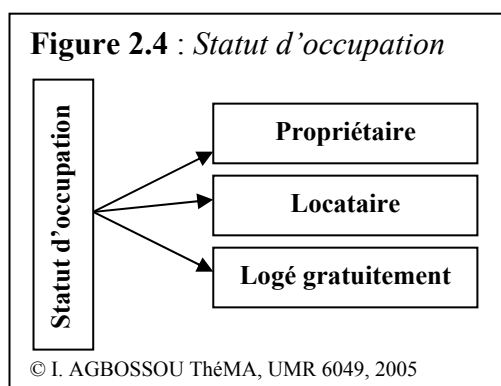 Figure 2.4 : Statut d’occupation
Statut d’occupation
Propriétaire
Locataire
Logé gratuitement
© I. AGBOSSOU ThéMA, UMR 6049, 2005